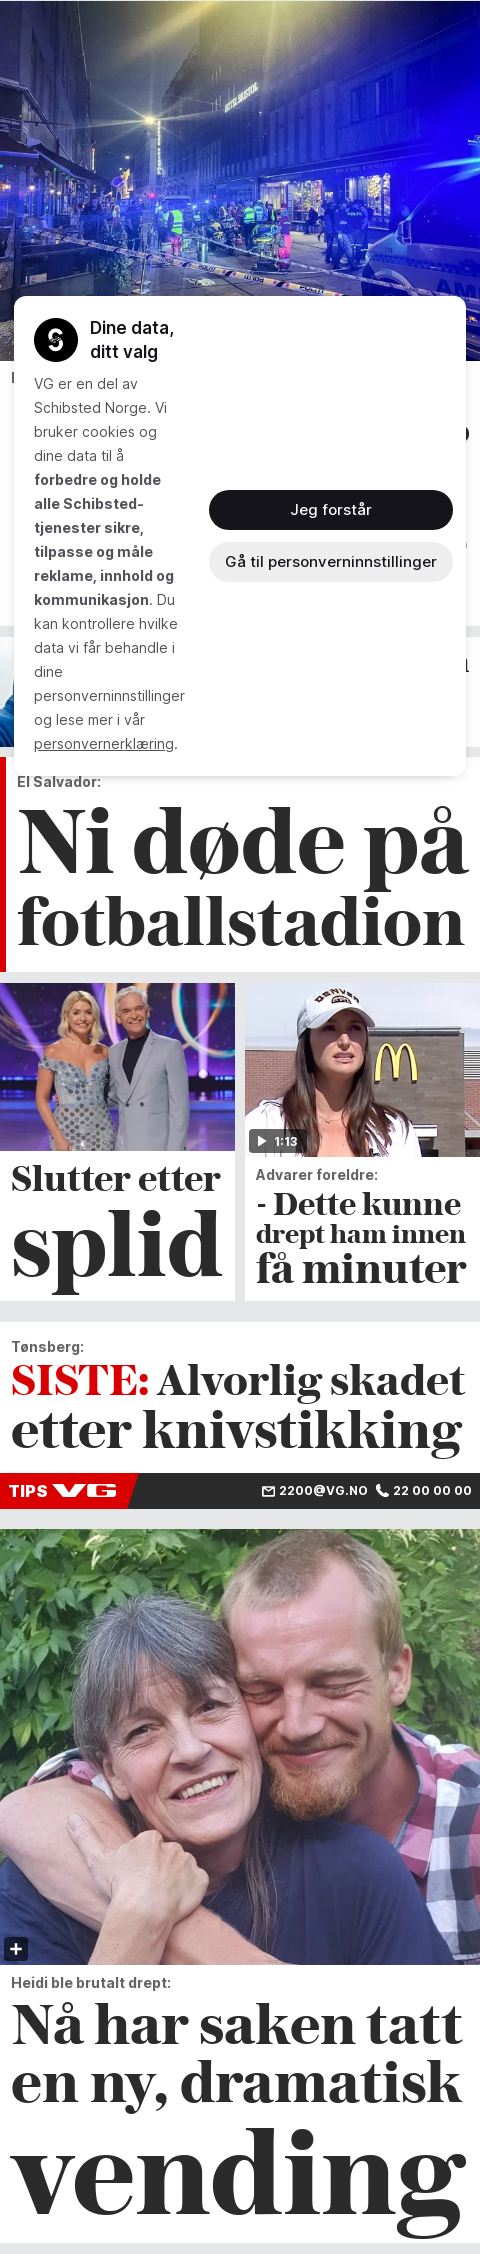 HOTEL BRISTOL
POLITI
Dine data,
ditt valg
VG er en del av
Schibsted Norge. Vi
bruker cookies og
dine data til å
forbedre og holde
alle Schibsted-
tjenester sikre,
tilpasse og måle
reklame, innhold og
kommunikasjon. Du
kan kontrollere hvilke
data vi får behandle i
dine
personverninnstillinger
og lese mer i vår
personvernerklæring.
Jeg forstår
Gå til personverninnstillinger
El Salvador:
Ni døde på
fotballstadion
Slutter etter
splid
DENVER
1:13
Advarer foreldre:
- Dette kunne
drept ham innen
få minutter
Tønsberg:
SISTE: Alvorlig skadet
etter knivstikking
TIPS VG 2200@VG.NO 22 00 00 00
Heidi ble brutalt drept:
Nå har saken tatt
en ny, dramatisk
vending